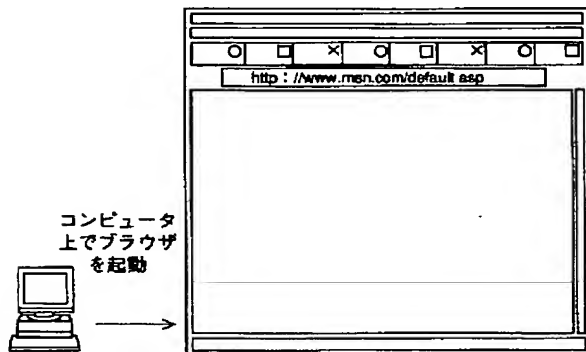 ○ □ × ○ □ × ○ □
http：//www.msn.com/default.asp
コンピュータ
上でブラウザ
を起動